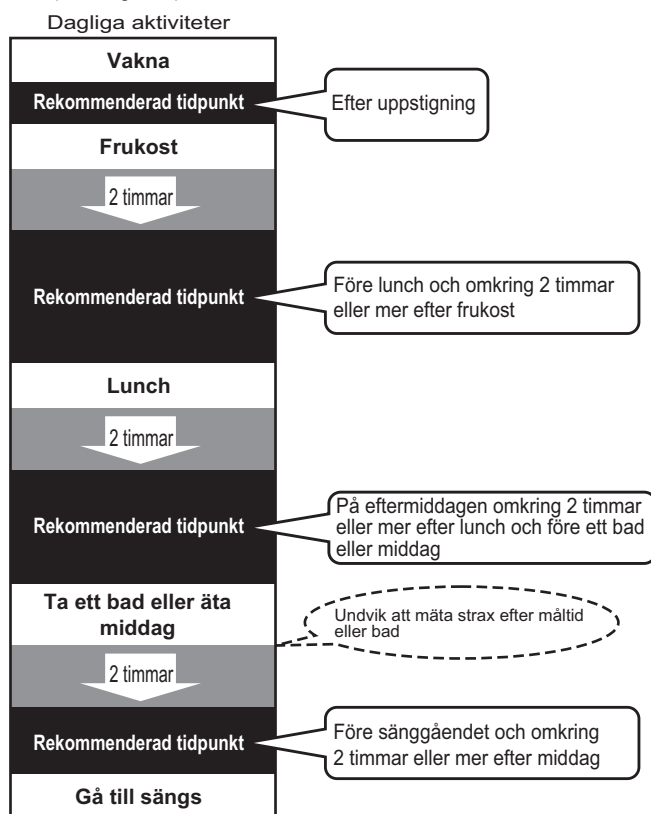 Dagliga aktiviteter
Vakna
Rekommenderad tidpunkt
Efter uppstigning
Frukost
2 timmar
Rekommenderad tidpunkt
Före lunch och omkring 2 timmar
eller mer efter frukost
Lunch
2 timmar
Rekommenderad tidpunkt
På eftermiddagen omkring 2 timmar
eller mer efter lunch och före ett bad
eller middag
Ta ett bad eller äta
middag
Undvik att mäta strax efter måltid
eller bad
2 timmar
Rekommenderad tidpunkt
Före sänggåendet och omkring
2 timmar eller mer efter middag
Gå till sängs